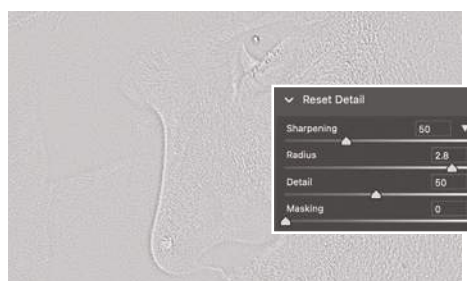 Reset Detail
Sharpening 50
Radius 2.8
Detail 50
Masking 0